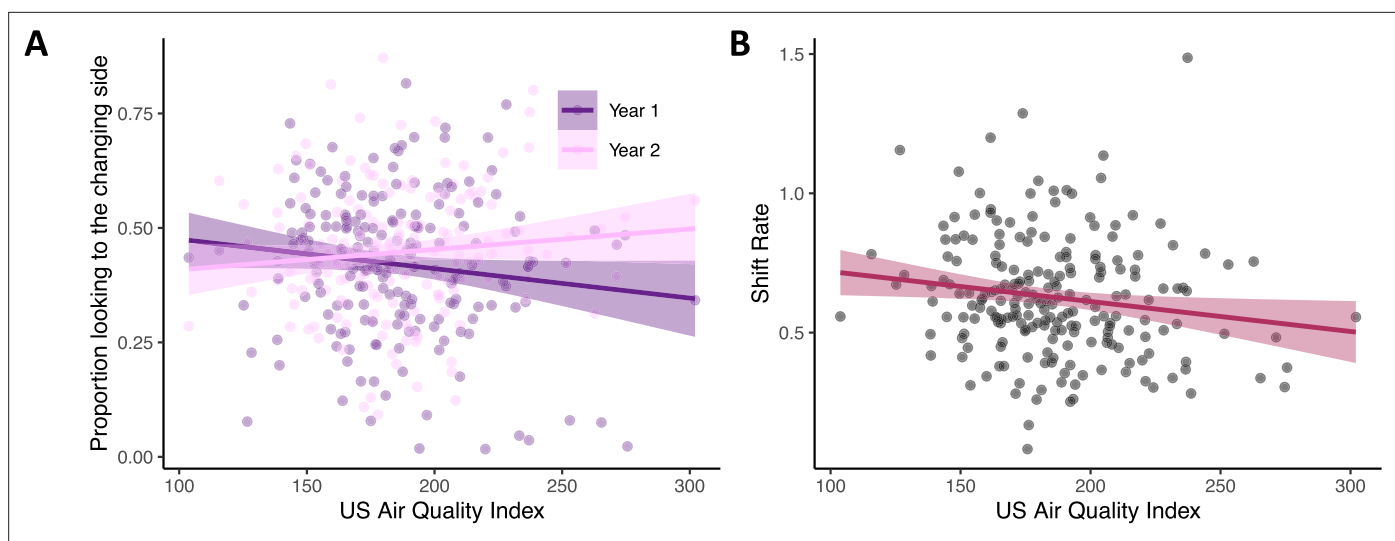 A
B
Proportion looking to the changing side
0.75
0.50
0.25
0.00
Year 1
Year 2
100
150
200
250
300
US Air Quality Index
Shift Rate
1.5
1.0
0.5
100
150
200
250
300
US Air Quality Index